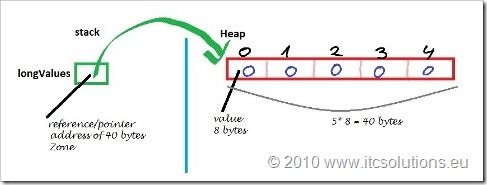 stack
Heap
0 1 2 3 4
longValues
0 0 0 0 0
reference/pointer
address of 40 bytes
Zone
value
8 bytes
5* 8 = 40 bytes
© 2010 www.itcsolutions.eu